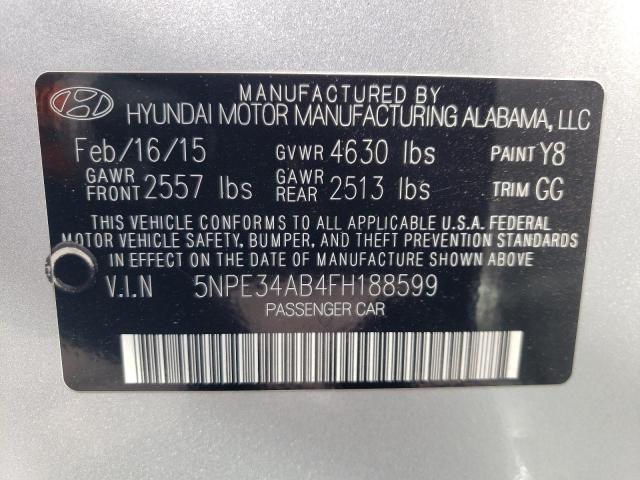 MANUFACTURED BY
HYUNDAI MOTOR MANUFACTURING ALABAMA, LLC
Feb/16/15 GVWR 4630 lbs PAINT Y8
GAWR FRONT 2557 lbs GAWR REAR 2513 lbs TRIM GG
THIS VEHICLE CONFORMS TO ALL APPLICABLE U.S.A. FEDERAL
MOTOR VEHICLE SAFETY, BUMPER, AND THEFT PREVENTION STANDARDS
IN EFFECT ON THE DATE OF MANUFACTURE SHOWN ABOVE.
V.I.N 5NPE34AB4FH188599
PASSENGER CAR